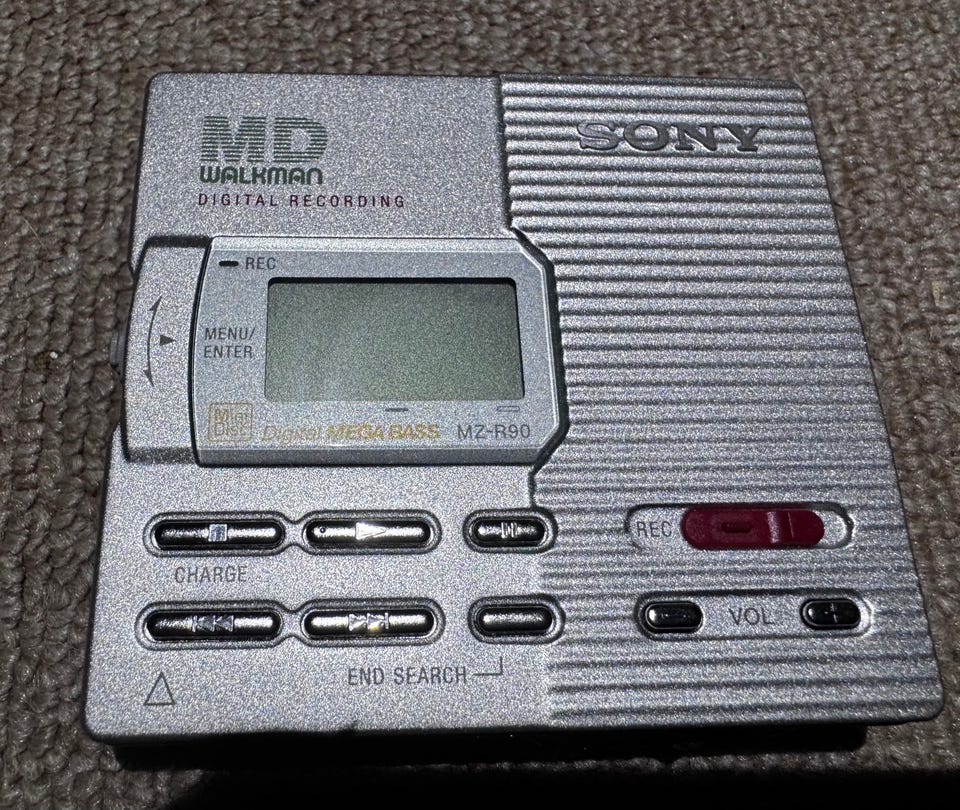 MD
WALKMAN
DIGITAL RECORDING
SONY
REC
MENU/
ENTER
Mini
Disc
Digital MEGA BASS MZ-R90
REC
CHARGE
VOL
END SEARCH